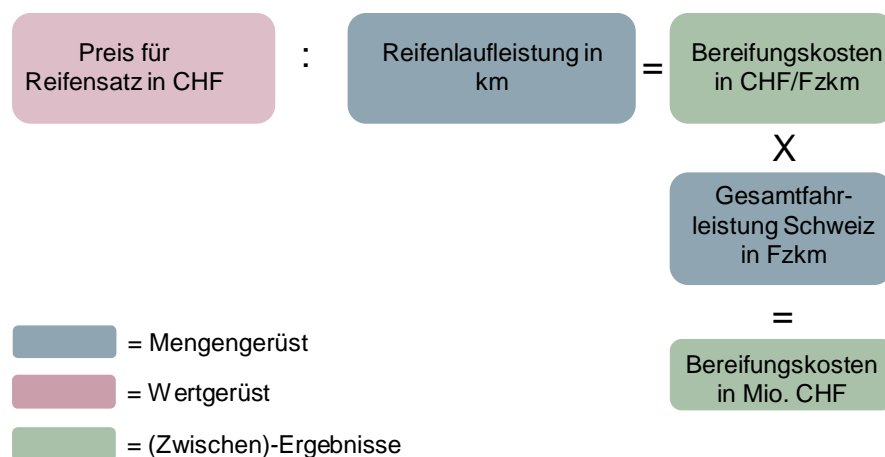 Preis für
Reifensatz in CHF
:
Reifenlaufleistung in
km
=
Bereifungskosten
in CHF/Fzkm
X
Gesamtfahr-
leistung Schweiz
in Fzkm
=
Bereifungskosten
in Mio. CHF
= Mengengerüst
= Wertgerüst
= (Zwischen)-Ergebnisse